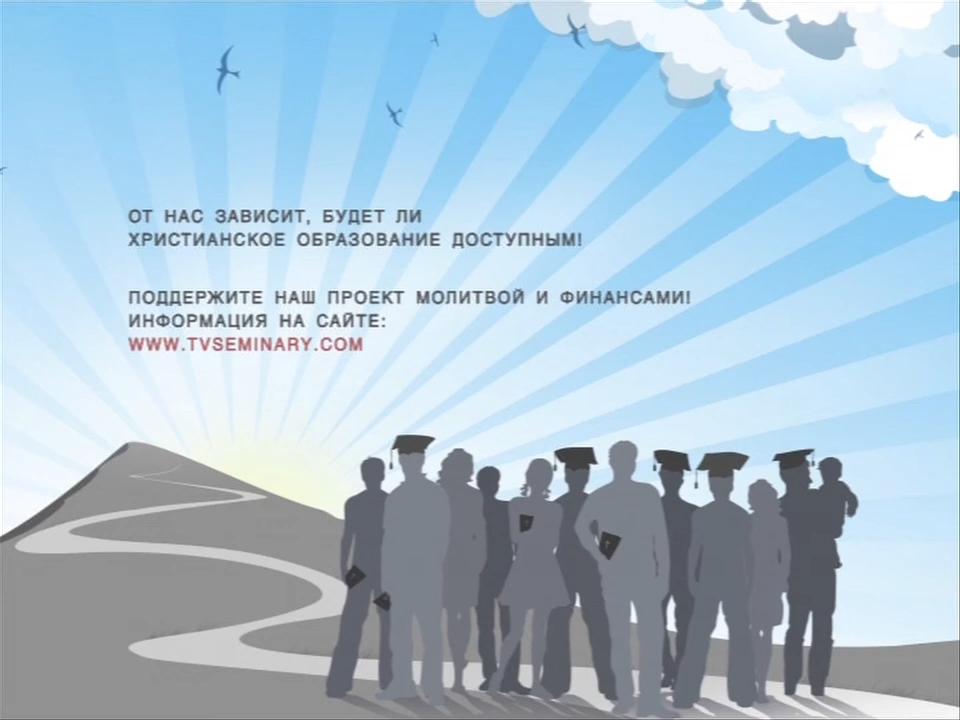 ОТ НАС ЗАВИСИТ, БУДЕТ ЛИ
ХРИСТИАНСКОЕ ОБРАЗОВАНИЕ ДОСТУПНЫМ!
ПОДДЕРЖИТЕ НАШ ПРОЕКТ МОЛИТВОЙ И ФИНАНСАМИ!
ИНФОРМАЦИЯ НА САЙТЕ:
WWW.TVSEMINARY.COM